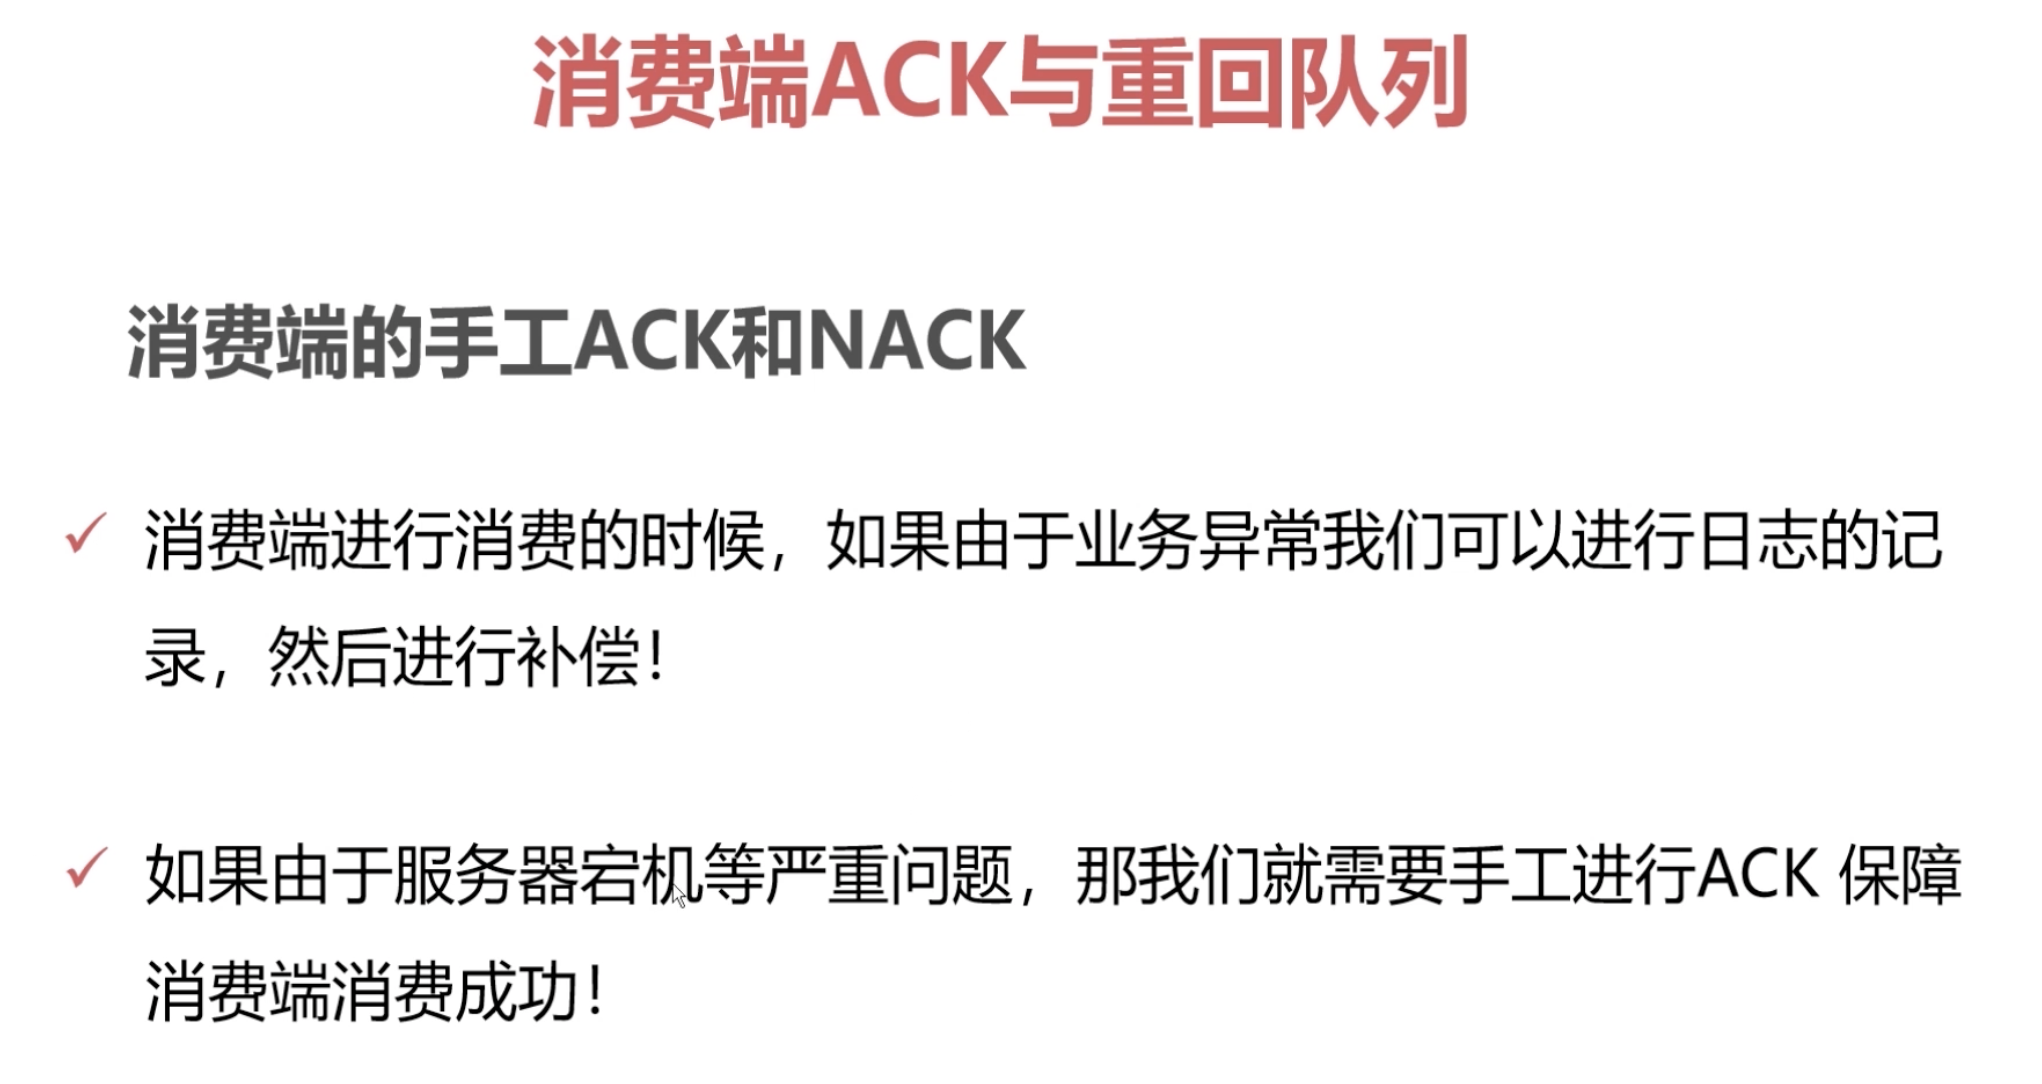 消费端ACK与重回队列
消费端的手工ACK和NACK
消费端进行消费的时候，如果由于业务异常我们可以进行日志的记
录，然后进行补偿！
如果由于服务器宕机等严重问题，那我们就需要手工进行ACK 保障
消费端消费成功！